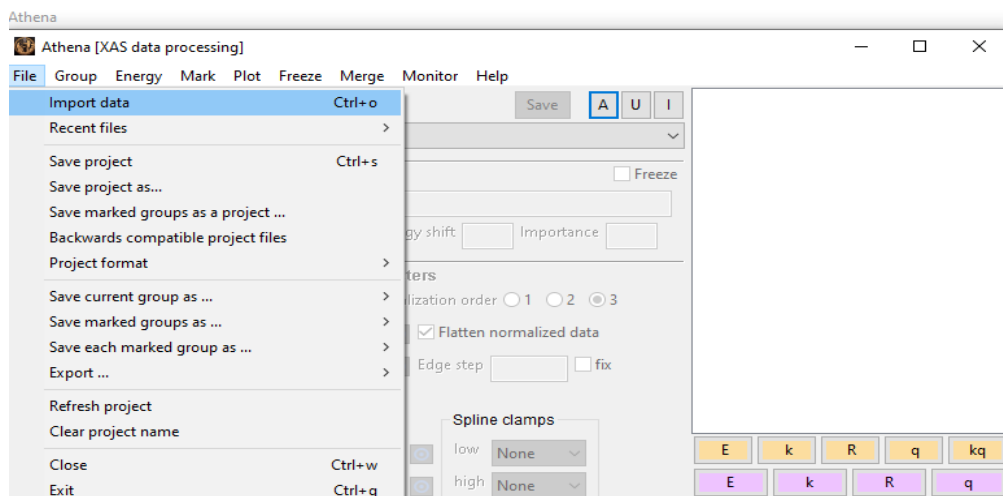 Athena
Athena [XAS data processing]
File Group Energy Mark Plot Freeze Merge Monitor Help
Import data Ctrl+o
Save A U I
Recent files
Save project Ctrl+s
Freeze
Save project as...
Save marked groups as a project ...
Backwards compatible project files
gy shift Importance
Project format
ters
Save current group as ...
lization order 1 2 3
Save marked groups as ...
Flatten normalized data
Save each marked group as ...
Edge step fix
Export ...
Refresh project
Clear project name
Spline clamps
low None
E k R q kq
Close Ctrl+w
high None
E k R q
Exit Ctrl+q